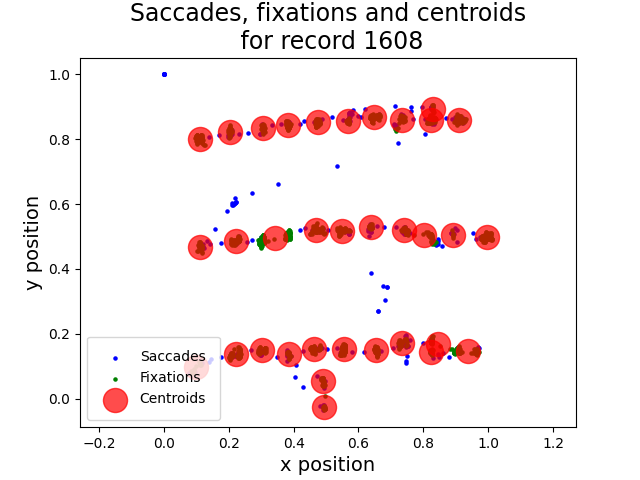 Saccades, fixations and centroids
for record 1608
1.0
0.8
0.6
0.4
0.2
0.0
y position
Saccades
Fixations
Centroids
−0.2 0.0 0.2 0.4 0.6 0.8 1.0 1.2
x position